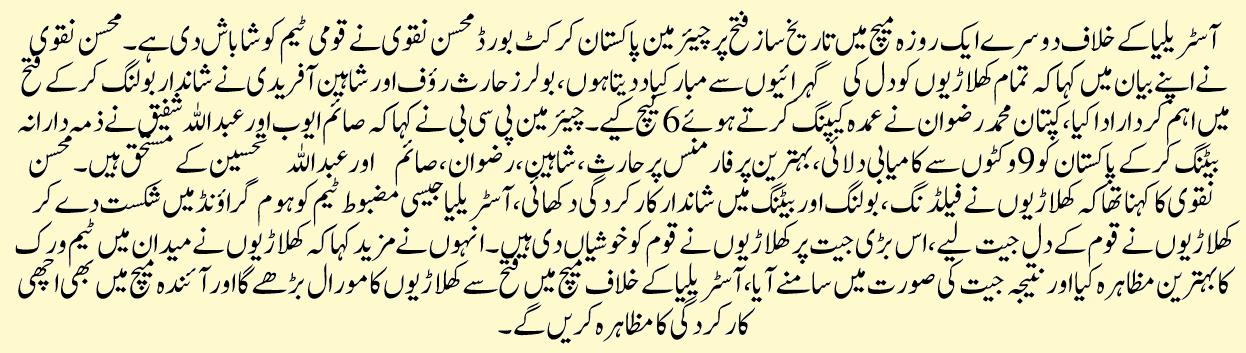 آسٹریلیا کے خلاف دوسرے ایک روزہ میچ میں تاریخ ساز فتح پر چیئرمین پاکستان کرکٹ بورڈ محسن نقوی نے قومی ٹیم کو شاباش دی ہے۔ محسن نقوی
نے اپنے بیان میں کہا کہ تمام کھلاڑیوں کو دل کی گہرائیوں سے مبارکباد دیتا ہوں، بولرز حارث رؤف اور شاہین آفریدی نے شاندار بولنگ کر کے فتح
میں اہم کردار ادا کیا، کپتان محمد رضوان نے عمدہ کیپنگ کرتے ہوئے 6 کیچ کیے۔ چیئرمین پی سی بی نے کہا کہ صائم ایوب اور عبداللہ شفیق نے ذمہ دارانہ
بیٹنگ کر کے پاکستان کو 9 وکٹوں سے کامیابی دلائی، بہترین پرفارمنس پر حارث، شاہین، رضوان، صائم اور عبداللہ تحسین کے مستحق ہیں۔ محسن
نقوی کا کہنا تھا کہ کھلاڑیوں نے فیلڈنگ، بولنگ اور بیٹنگ میں شاندار کارکردگی دکھائی، آسٹریلیا جیسی مضبوط ٹیم کو ہوم گراؤنڈ میں شکست دے کر
کھلاڑیوں نے قوم کے دل جیت لیے، اس بڑی جیت پر کھلاڑیوں نے قوم کو خوشیاں دی ہیں۔ انہوں نے مزید کہا کہ کھلاڑیوں نے میدان میں ٹیم ورک
کا بہترین مظاہرہ کیا اور نتیجہ جیت کی صورت میں سامنے آیا، آسٹریلیا کے خلاف میچ میں فتح سے کھلاڑیوں کا مورال بڑھے گا اور آئندہ میچ میں بھی اچھی
کارکردگی کا مظاہرہ کریں گے۔